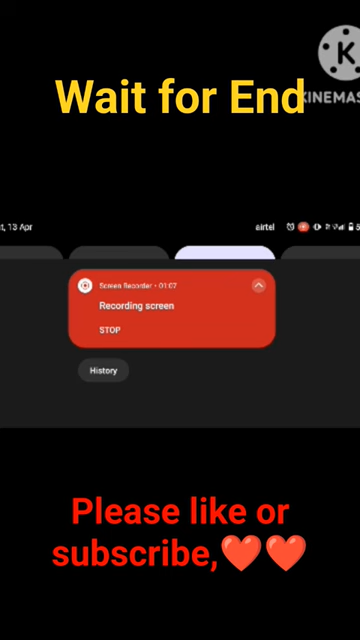 Wait for End
KINEMAS
t, 13 Apr
airtel
Screen Recorder • 01:07
Recording screen
STOP
History
Please like or
subscribe,❤️❤️